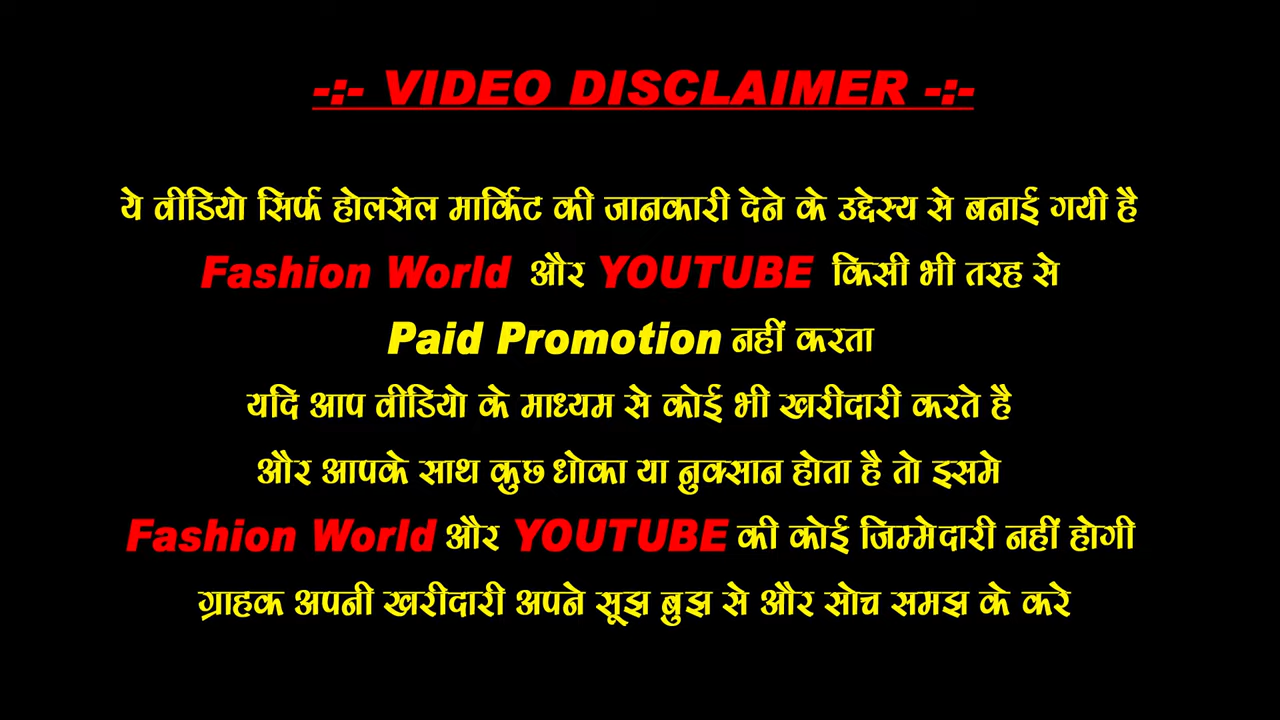 -:- VIDEO DISCLAIMER -:-
ये वीडियो सिर्फ होलसेल मार्किट की जानकारी देने के उद्देस्य से बनाई गयी है
Fashion World और YOUTUBE किसी भी तरह से
Paid Promotion नहीं करता
यदि आप वीडियो के माध्यम से कोई भी खरीदारी करते है
और आपके साथ कुछ धोका या नुक्सान होता है तो इसमे
Fashion World और YOUTUBE की कोई जिम्मेदारी नहीं होगी
ग्राहक अपनी खरीदारी अपने सूझ बुझ से और सोच समझ के करे